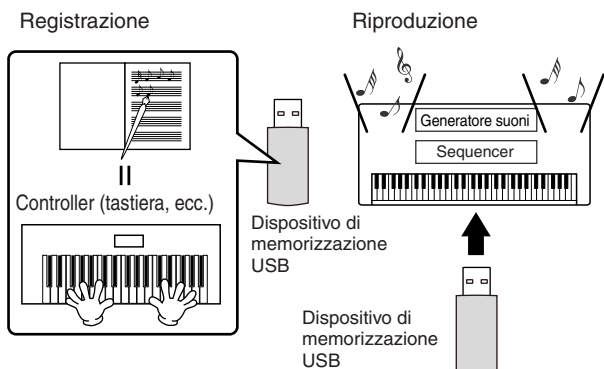 Registrazione
Controller (tastiera, ecc.)
Dispositivo di
memorizzazione
USB
Riproduzione
Generatore suoni
Sequencer
Dispositivo di
memorizzazione
USB